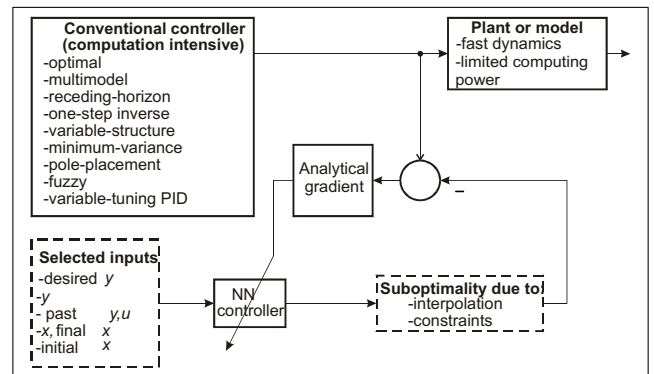 Conventional controller
(computation intensive)
-optimal
-multimodel
-receding-horizon
-one-step inverse
-variable-structure
-minimum-variance
-pole-placement
-fuzzy
-variable-tuning PID
Plant or model
-fast dynamics
-limited computing
power
Analytical
gradient
–
Selected inputs
-desired y
-y
- past y,u
-x, final x
-initial x
NN
controller
Suboptimality due to:
-interpolation
-constraints